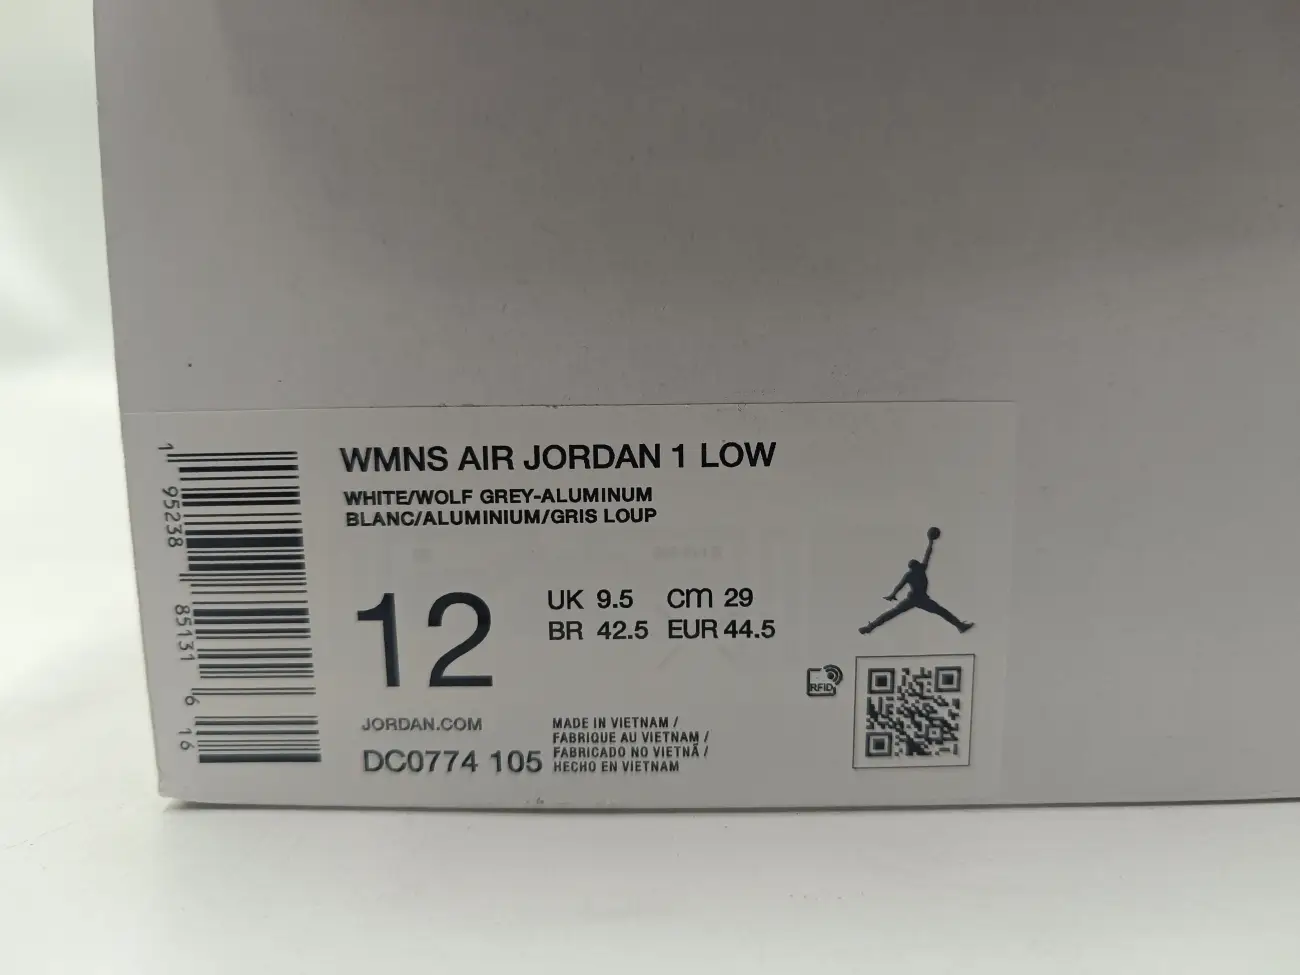 WMNS AIR JORDAN 1 LOW
WHITE/WOLF GREY-ALUMINUM
BLANC/ALUMINIUM/GRIS LOUP
12
UK 9.5 CM 29
BR 42.5 EUR 44.5
RFID
JORDAN.COM
DC0774 105
MADE IN VIETNAM /
FABRIQUE AU VIETNAM /
FABRICADO NO VIETNÃ /
HECHO EN VIETNAM
1 95238 85131 6 16